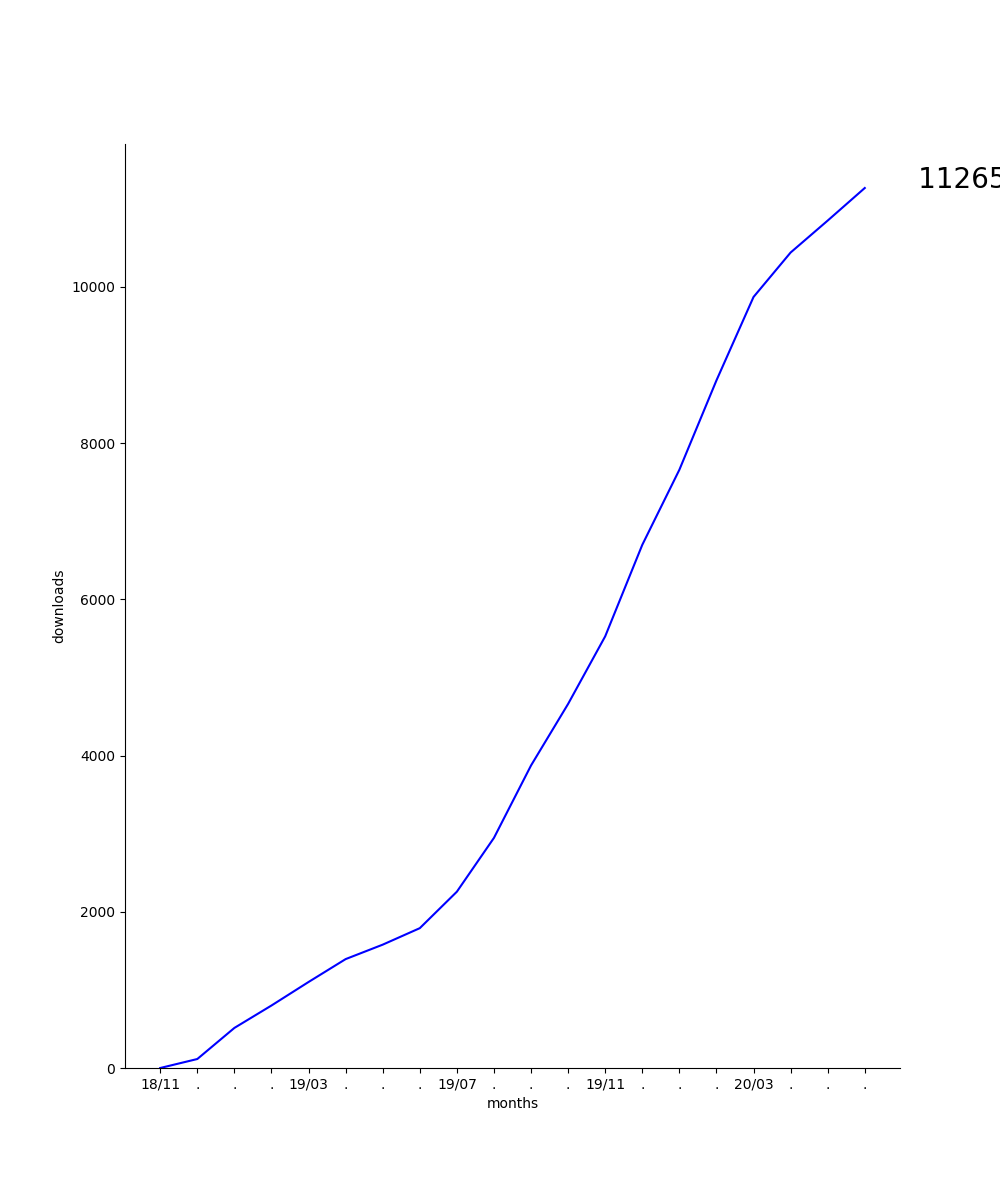 11265
10000
8000
6000
4000
2000
0
downloads
18/11 . . . 19/03 . . . 19/07 . . . 19/11 . . . 20/03 . . .
months